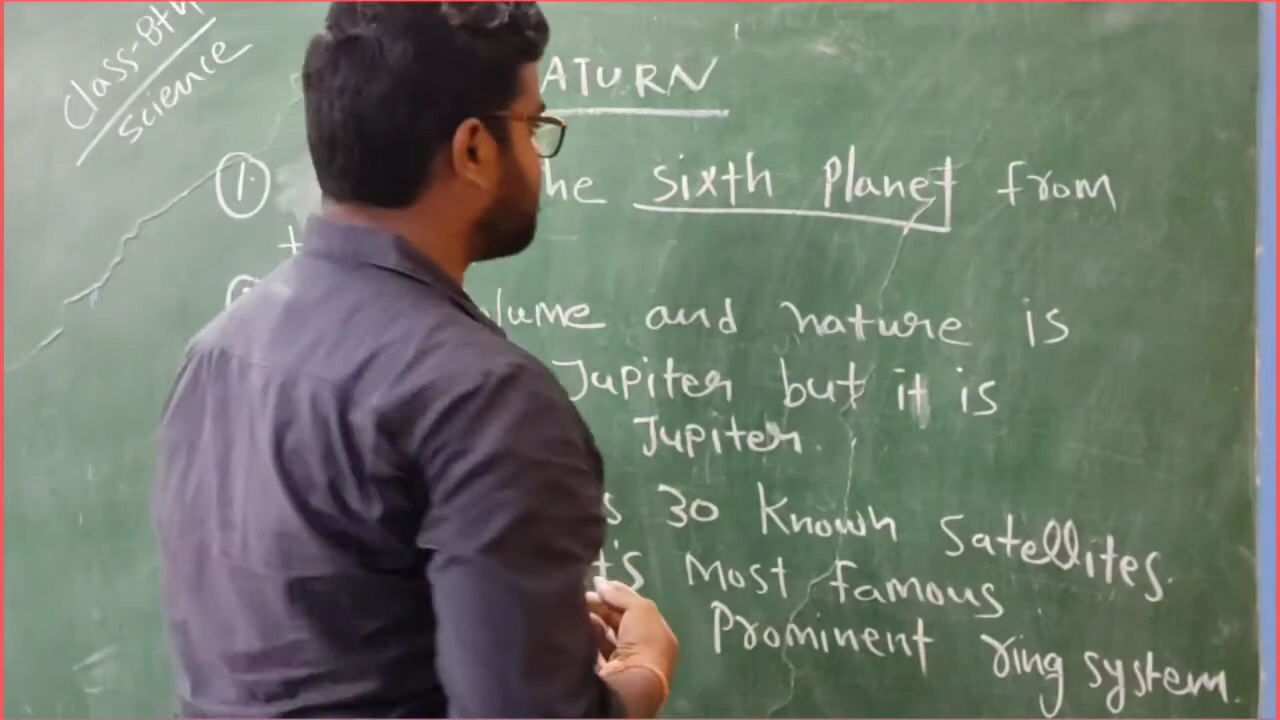 Class-8th
Science
ATURN
1. he sixth Planet from
t
lume and nature is
Jupiter but it is
Jupiter.
s 30 Known Satellites.
t's Most famous
Prominent ring system.